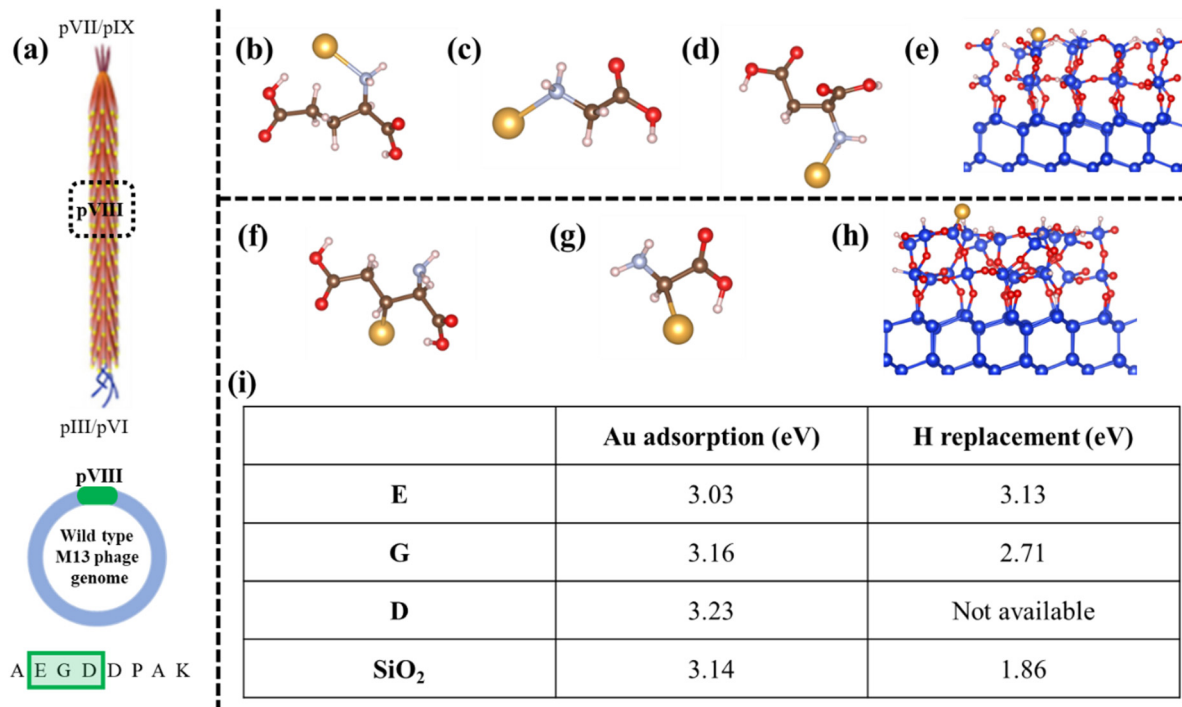 (a)
pVII/pIX
pVIII
pIII/pVI
pVIII
Wild type
M13 phage
genome
A E G D D P A K
(b)
(c)
(d)
(e)
(f)
(g)
(h)
(i)
Au adsorption (eV) H replacement (eV)
E 3.03 3.13
G 3.16 2.71
D 3.23 Not available
SiO₂ 3.14 1.86